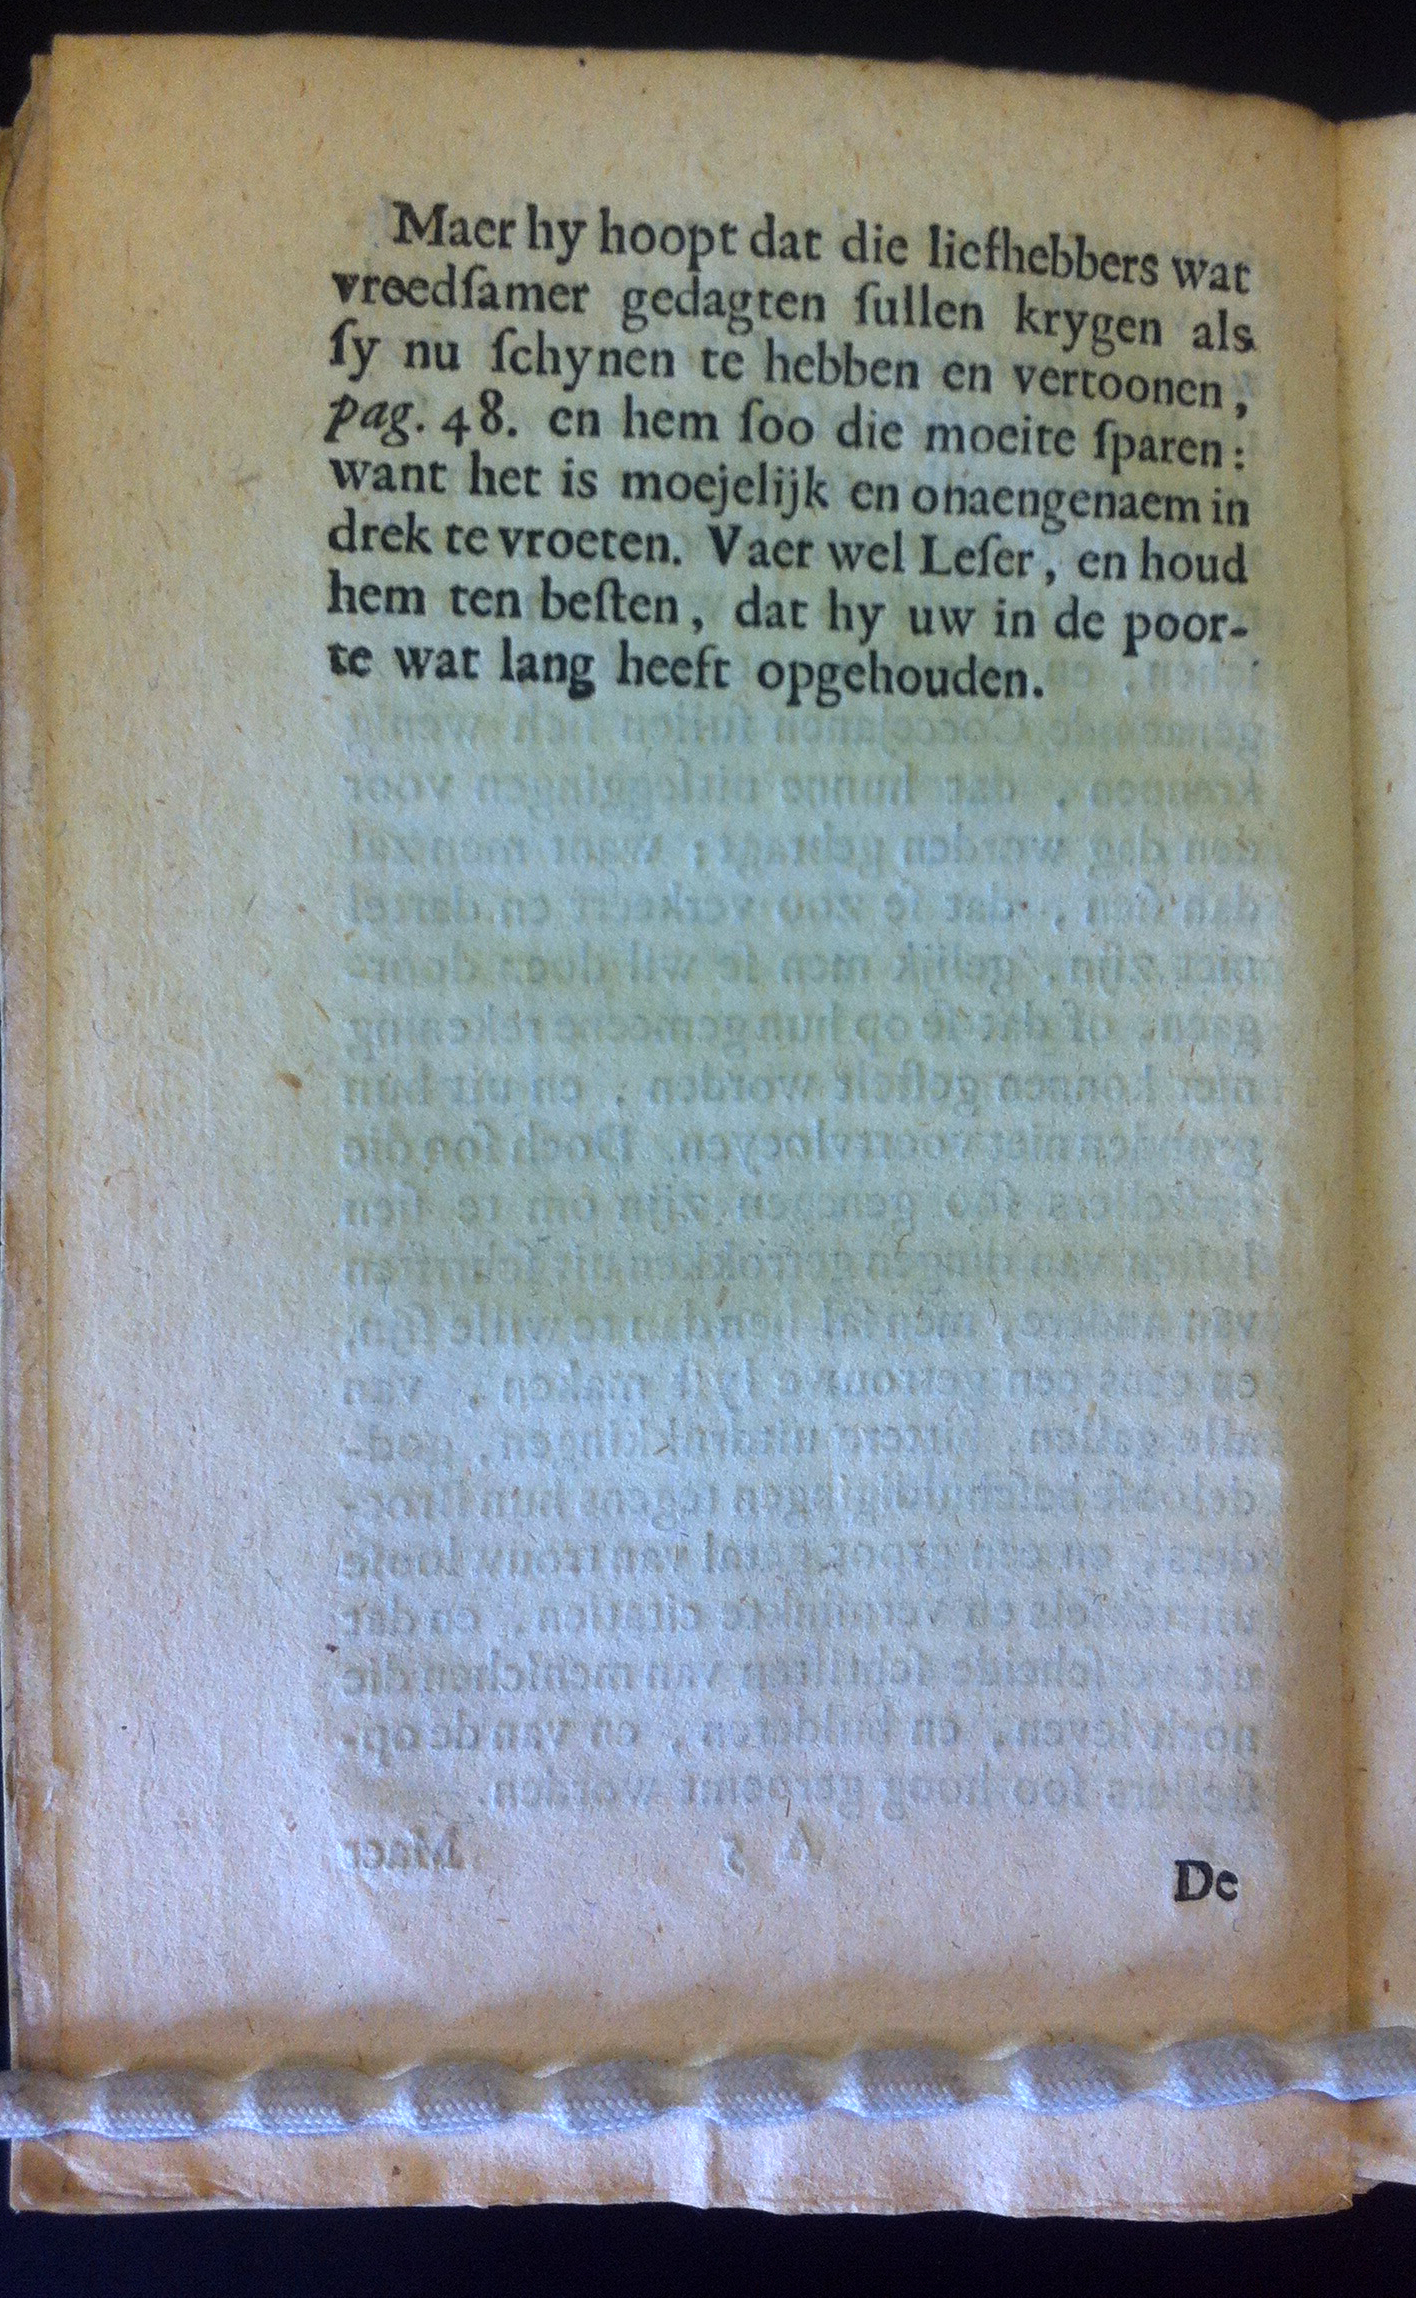 Maer hy hoopt dat die liefhebbers wat
vreedſamer gedagten ſullen krygen als
ſy nu ſchynen te hebben en vertoonen,
pag. 48. en hem ſoo die moeite ſparen:
want het is moejelijk en onaengenaem in
drek te vroeten. Vaer wel Leſer, en houd
hem ten beſten, dat hy uw in de poor-
te wat lang heeft opgehouden.
De